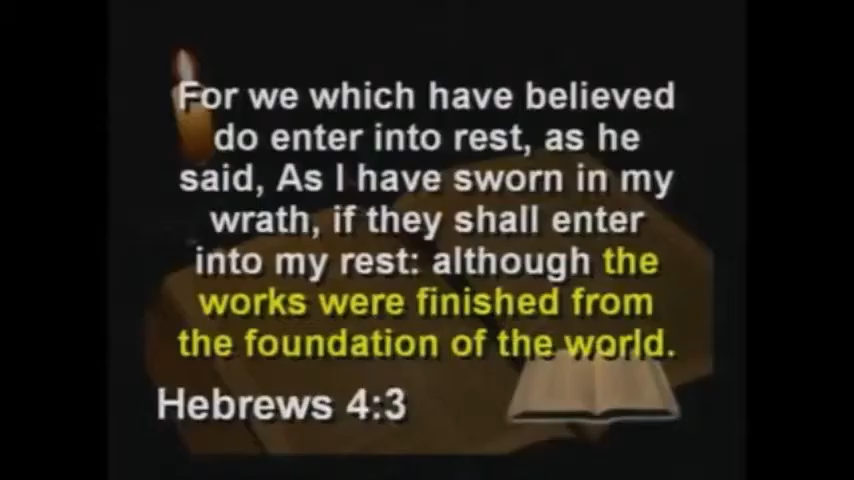 For we which have believed
do enter into rest, as he
said, As I have sworn in my
wrath, if they shall enter
into my rest: although the
works were finished from
the foundation of the world.
Hebrews 4:3